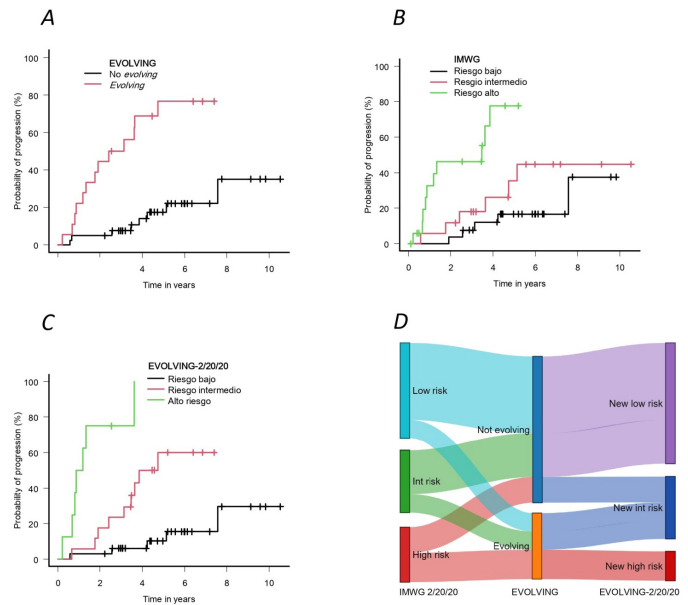 A
EVOLVING
No evolving
Evolving
Probability of progression (%)
100
80
60
40
20
0
0 2 4 6 8 10
Time in years
B
IMWG
Riesgo bajo
Resgio intermedio
Riesgo alto
Probability of progression (%)
100
80
60
40
20
0
0 2 4 6 8 10
Time in years
C
EVOLVING-2/20/20
Riesgo bajo
Riesgo intermedio
Alto riesgo
Probability of progression (%)
100
80
60
40
20
0
0 2 4 6 8 10
Time in years
D
Low risk
Int risk
High risk
Not evolving
Evolving
New low risk
New int risk
New high risk
IMWG 2/20/20 EVOLVING EVOLVING-2/20/20